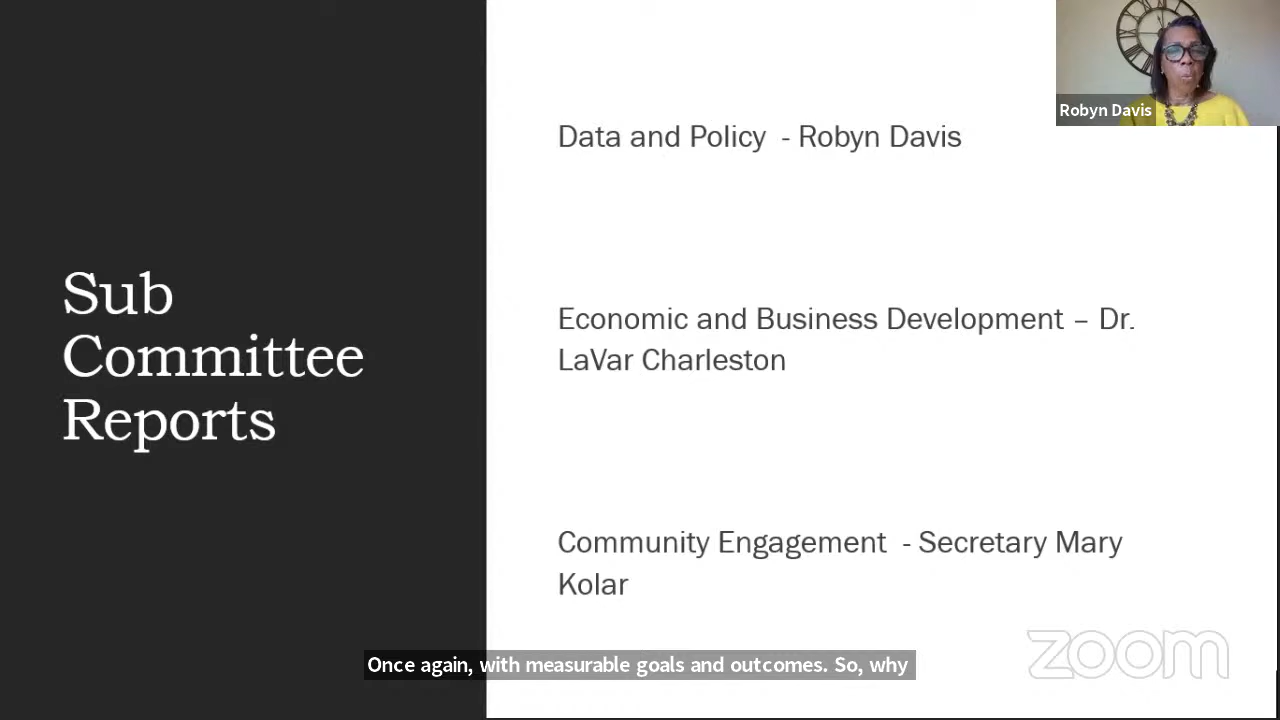 Sub
Committee
Reports
Data and Policy - Robyn Davis
Economic and Business Development – Dr.
LaVar Charleston
Community Engagement - Secretary Mary
Kolar
Robyn Davis
Once again, with measurable goals and outcomes. So, why
zoom